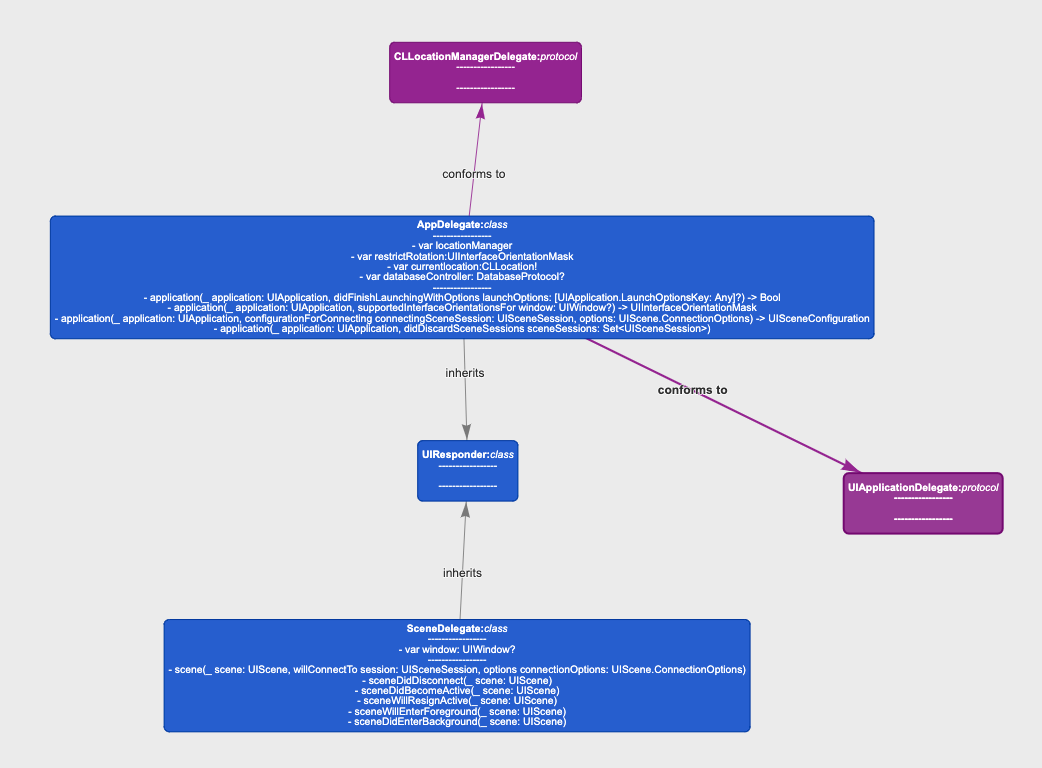 CLLocationManagerDelegate:protocol
-----------------
-----------------
conforms to
AppDelegate:class
-----------------
- var locationManager
- var restrictRotation:UIInterfaceOrientationMask
- var currentlocation:CLLocation!
- var databaseController: DatabaseProtocol?
-----------------
- application(_ application: UIApplication, didFinishLaunchingWithOptions launchOptions: [UIApplication.LaunchOptionsKey: Any]?) -> Bool
- application(_ application: UIApplication, supportedInterfaceOrientationsFor window: UIWindow?) -> UIInterfaceOrientationMask
- application(_ application: UIApplication, configurationForConnecting connectingSceneSession: UISceneSession, options: UIScene.ConnectionOptions) -> UISceneConfiguration
- application(_ application: UIApplication, didDiscardSceneSessions sceneSessions: Set<UISceneSession>)
inherits
conforms to
UIResponder:class
-----------------
-----------------
UIApplicationDelegate:protocol
-----------------
-----------------
inherits
SceneDelegate:class
-----------------
- var window: UIWindow?
-----------------
- scene(_ scene: UIScene, willConnectTo session: UISceneSession, options connectionOptions: UIScene.ConnectionOptions)
- sceneDidDisconnect(_ scene: UIScene)
- sceneDidBecomeActive(_ scene: UIScene)
- sceneWillResignActive(_ scene: UIScene)
- sceneWillEnterForeground(_ scene: UIScene)
- sceneDidEnterBackground(_ scene: UIScene)